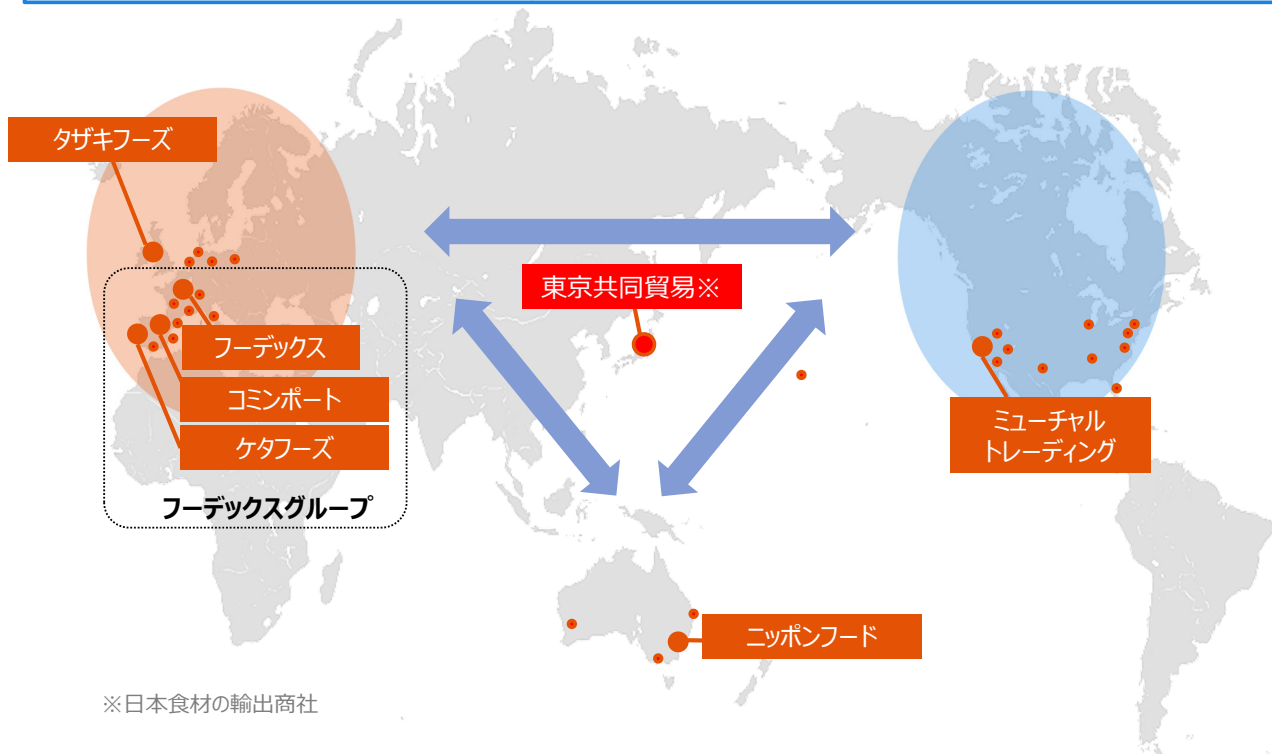 タザキフーズ
東京共同貿易※
フーデックス
コミンポート
ケタフーズ
フーデックスグループ
ミューチャル
トレーディング
ニッポンフード
※日本食材の輸出商社